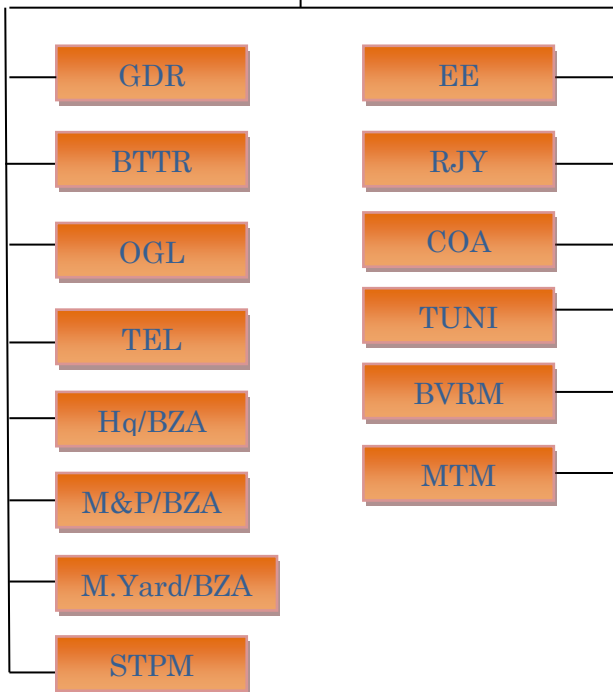 GDR
BTTR
OGL
TEL
Hq/BZA
M&P/BZA
M.Yard/BZA
STPM
EE
RJY
COA
TUNI
BVRM
MTM